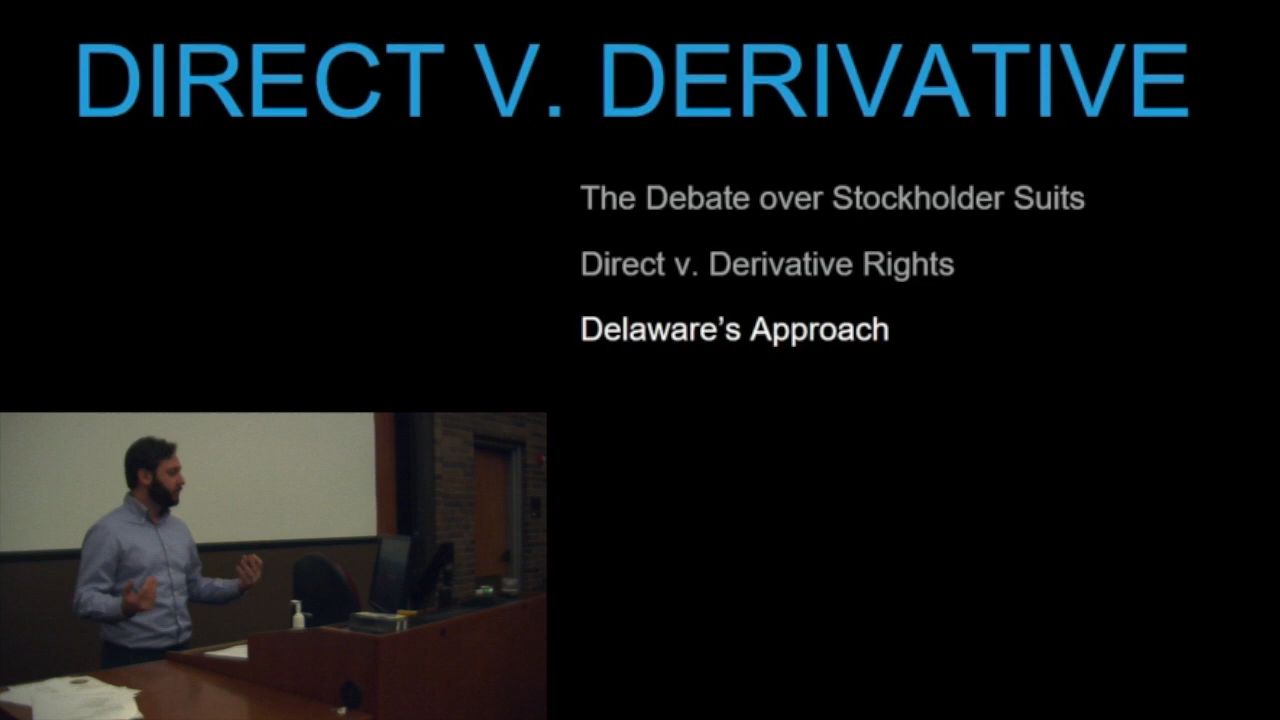 DIRECT V. DERIVATIVE
The Debate over Stockholder Suits
Direct v. Derivative Rights
Delaware’s Approach